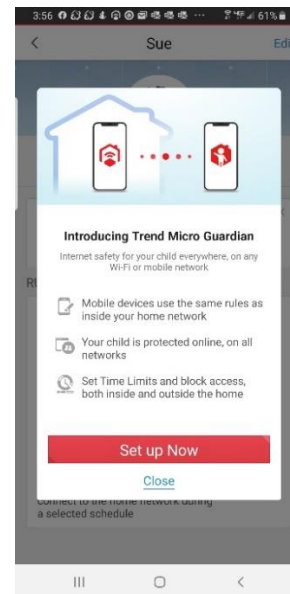 3:56
61%
Sue
Edi
Introducing Trend Micro Guardian
Internet safety for your child everywhere, on any
Wi-Fi or mobile network
Mobile devices use the same rules as
inside your home network
Your child is protected online, on all
networks
Set Time Limits and block access,
both inside and outside the home
Set up Now
Close
Connect to the home network during
a selected schedule